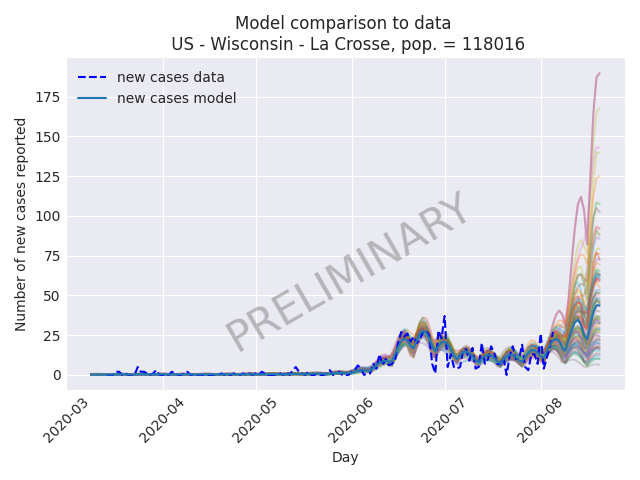 Model comparison to data
US - Wisconsin - La Crosse, pop. = 118016
new cases data
new cases model
175
150
125
100
75
50
25
0
Number of new cases reported
PRELIMINARY
2020-03
2020-04
2020-05
2020-06
2020-07
2020-08
Day